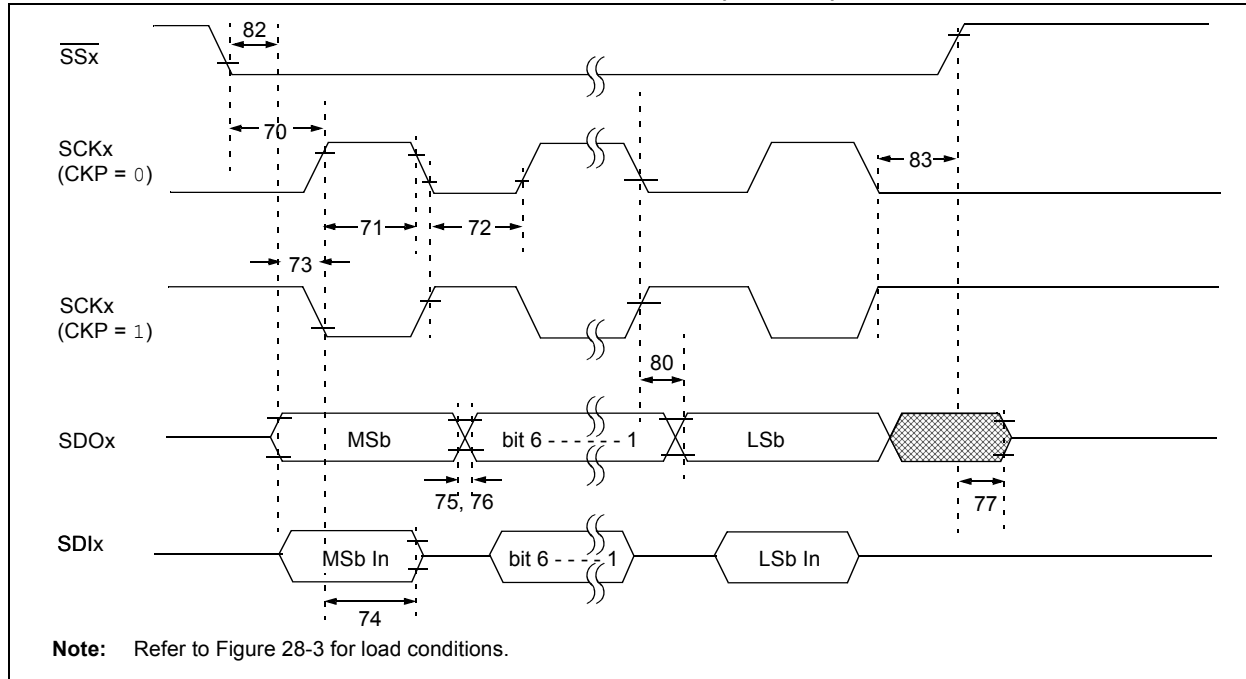 82
SSx
70
SCKx
(CKP = 0)
83
71
72
73
SCKx
(CKP = 1)
80
SDOx
MSb
bit 6 - - - - - - 1
LSb
75, 76
77
SDIx
MSb In
bit 6 - - - - 1
LSb In
74
Note: Refer to Figure 28-3 for load conditions.